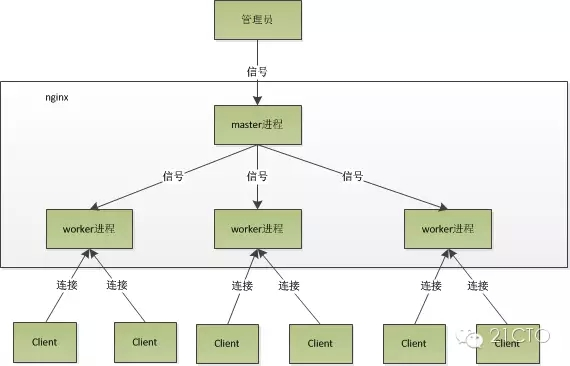 管理员
信号
nginx
master进程
信号
信号
信号
worker进程
worker进程
worker进程
连接
连接
连接
连接
连接
连接
Client
Client
Client
Client
Client
Client
21CTO